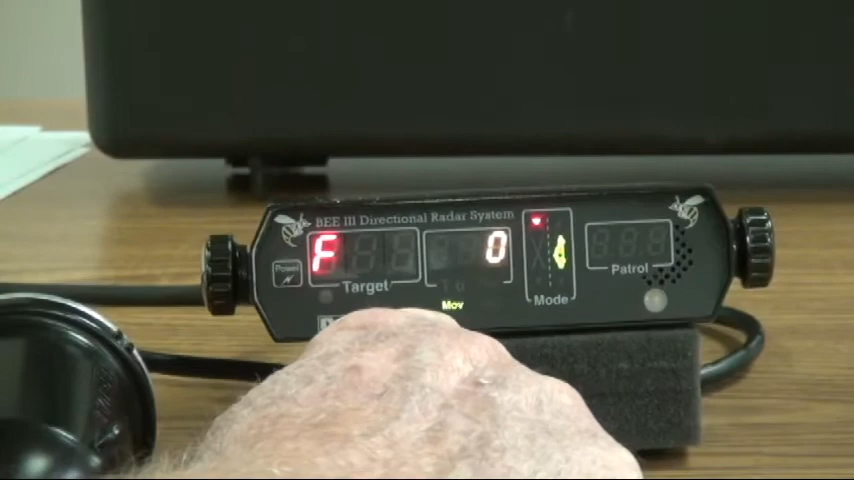 BEE III Directional Radar System
F
0
Power
Target
Mov
Mode
Patrol